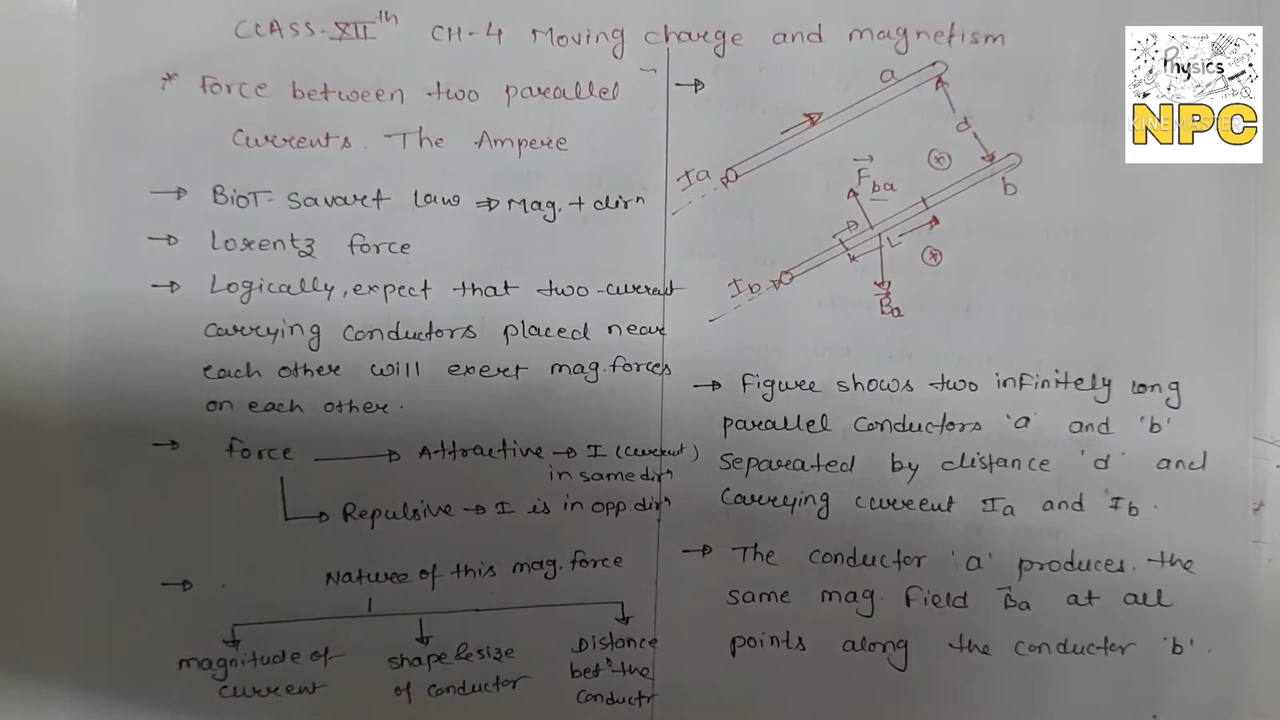 CLASS-XIIth CH-4 Moving charge and magnetism
* Force between two parallel
currents. The Ampere
→ BioT-Savart law ⇒ Mag. + dirn
→ Lorentz force
→ Logically, expect that two-current
carrying conductors placed near
each other will exert mag. forces
on each other.
→ force → Attractive → I (current)
in same dirn
→ Repulsive → I is in opp. dirn
→ Nature of this mag. force
magnitude of
current
shape & size
of conductor
Distance
betn the
conductr
→
a
d
Ia
Fba
b
L
Ib
Ba
→ Figure shows two infinitely long
parallel conductors 'a' and 'b'
separated by distance 'd' and
carrying current Ia and Ib.
→ The conductor 'a' produces the
same mag. field Ba at all
points along the conductor 'b'.
Physics
NPC
KINEMASTER